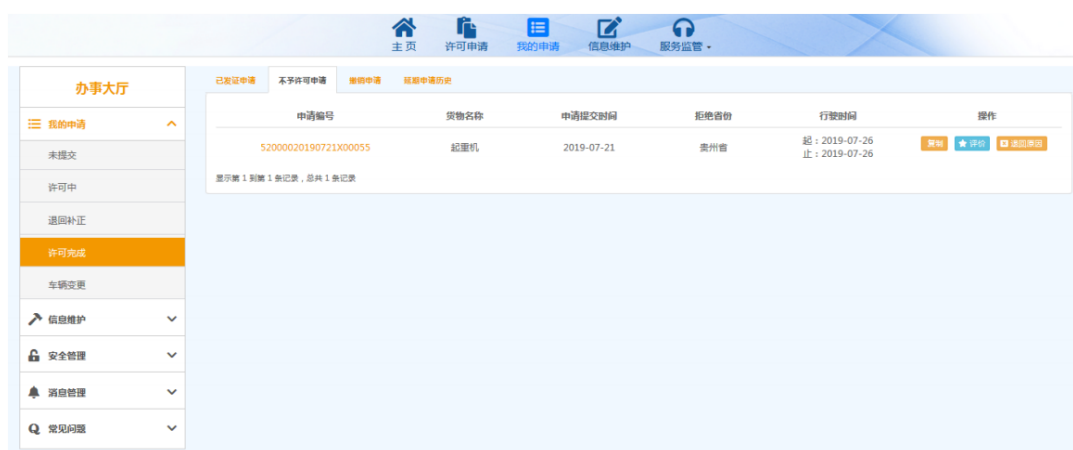 主页 许可申请 我的申请 信息维护 服务监管
办事大厅
我的申请
未提交
许可中
退回补正
许可完成
车辆变更
信息维护
安全管理
消息管理
常见问题
已发证申请 不予许可申请 撤销申请 延期申请历史
申请编号 货物名称 申请提交时间 拒绝省份 行驶时间 操作
52000020190721X00055 起重机 2019-07-21 贵州省 起：2019-07-26 复制 评价 退回原因
止：2019-07-26
显示第 1 到第 1 条记录，总共 1 条记录